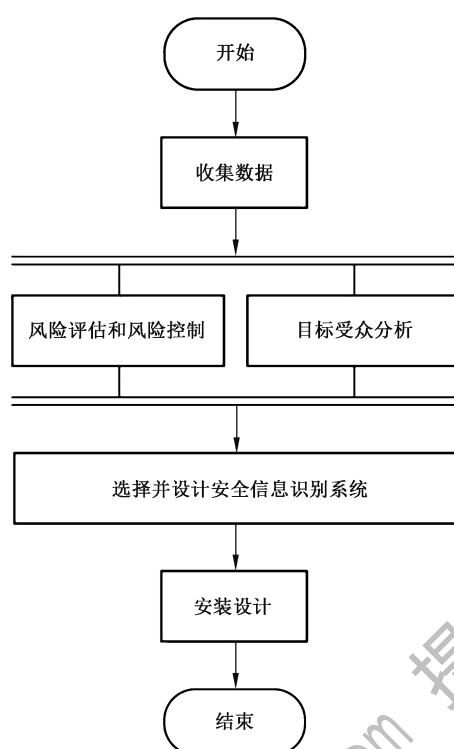 开始
收集数据
风险评估和风险控制
目标受众分析
选择并设计安全信息识别系统
安装设计
结束